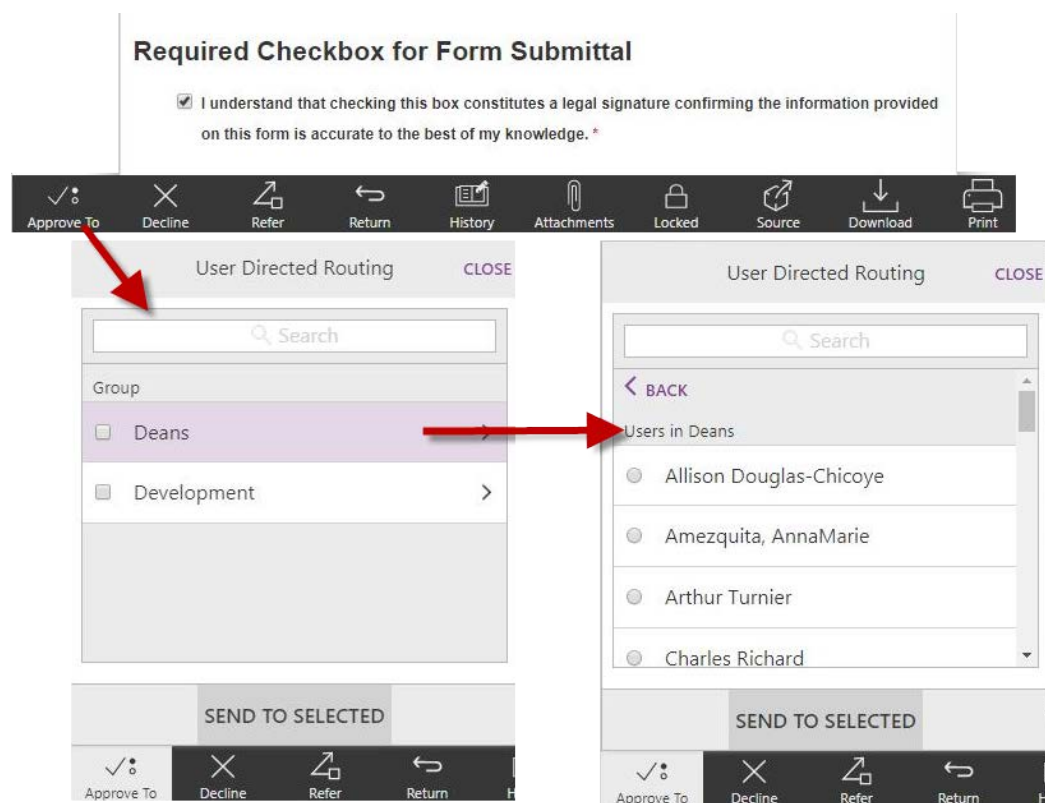 Required Checkbox for Form Submittal
I understand that checking this box constitutes a legal signature confirming the information provided
on this form is accurate to the best of my knowledge. *
Approve To Decline Refer Return History Attachments Locked Source Download Print
User Directed Routing CLOSE
Search
Group
Deans
Development
SEND TO SELECTED
Approve To Decline Refer Return H
User Directed Routing CLOSE
Search
BACK
Users in Deans
Allison Douglas-Chicoye
Amezquita, AnnaMarie
Arthur Turnier
Charles Richard
SEND TO SELECTED
Approve To Decline Refer Return H